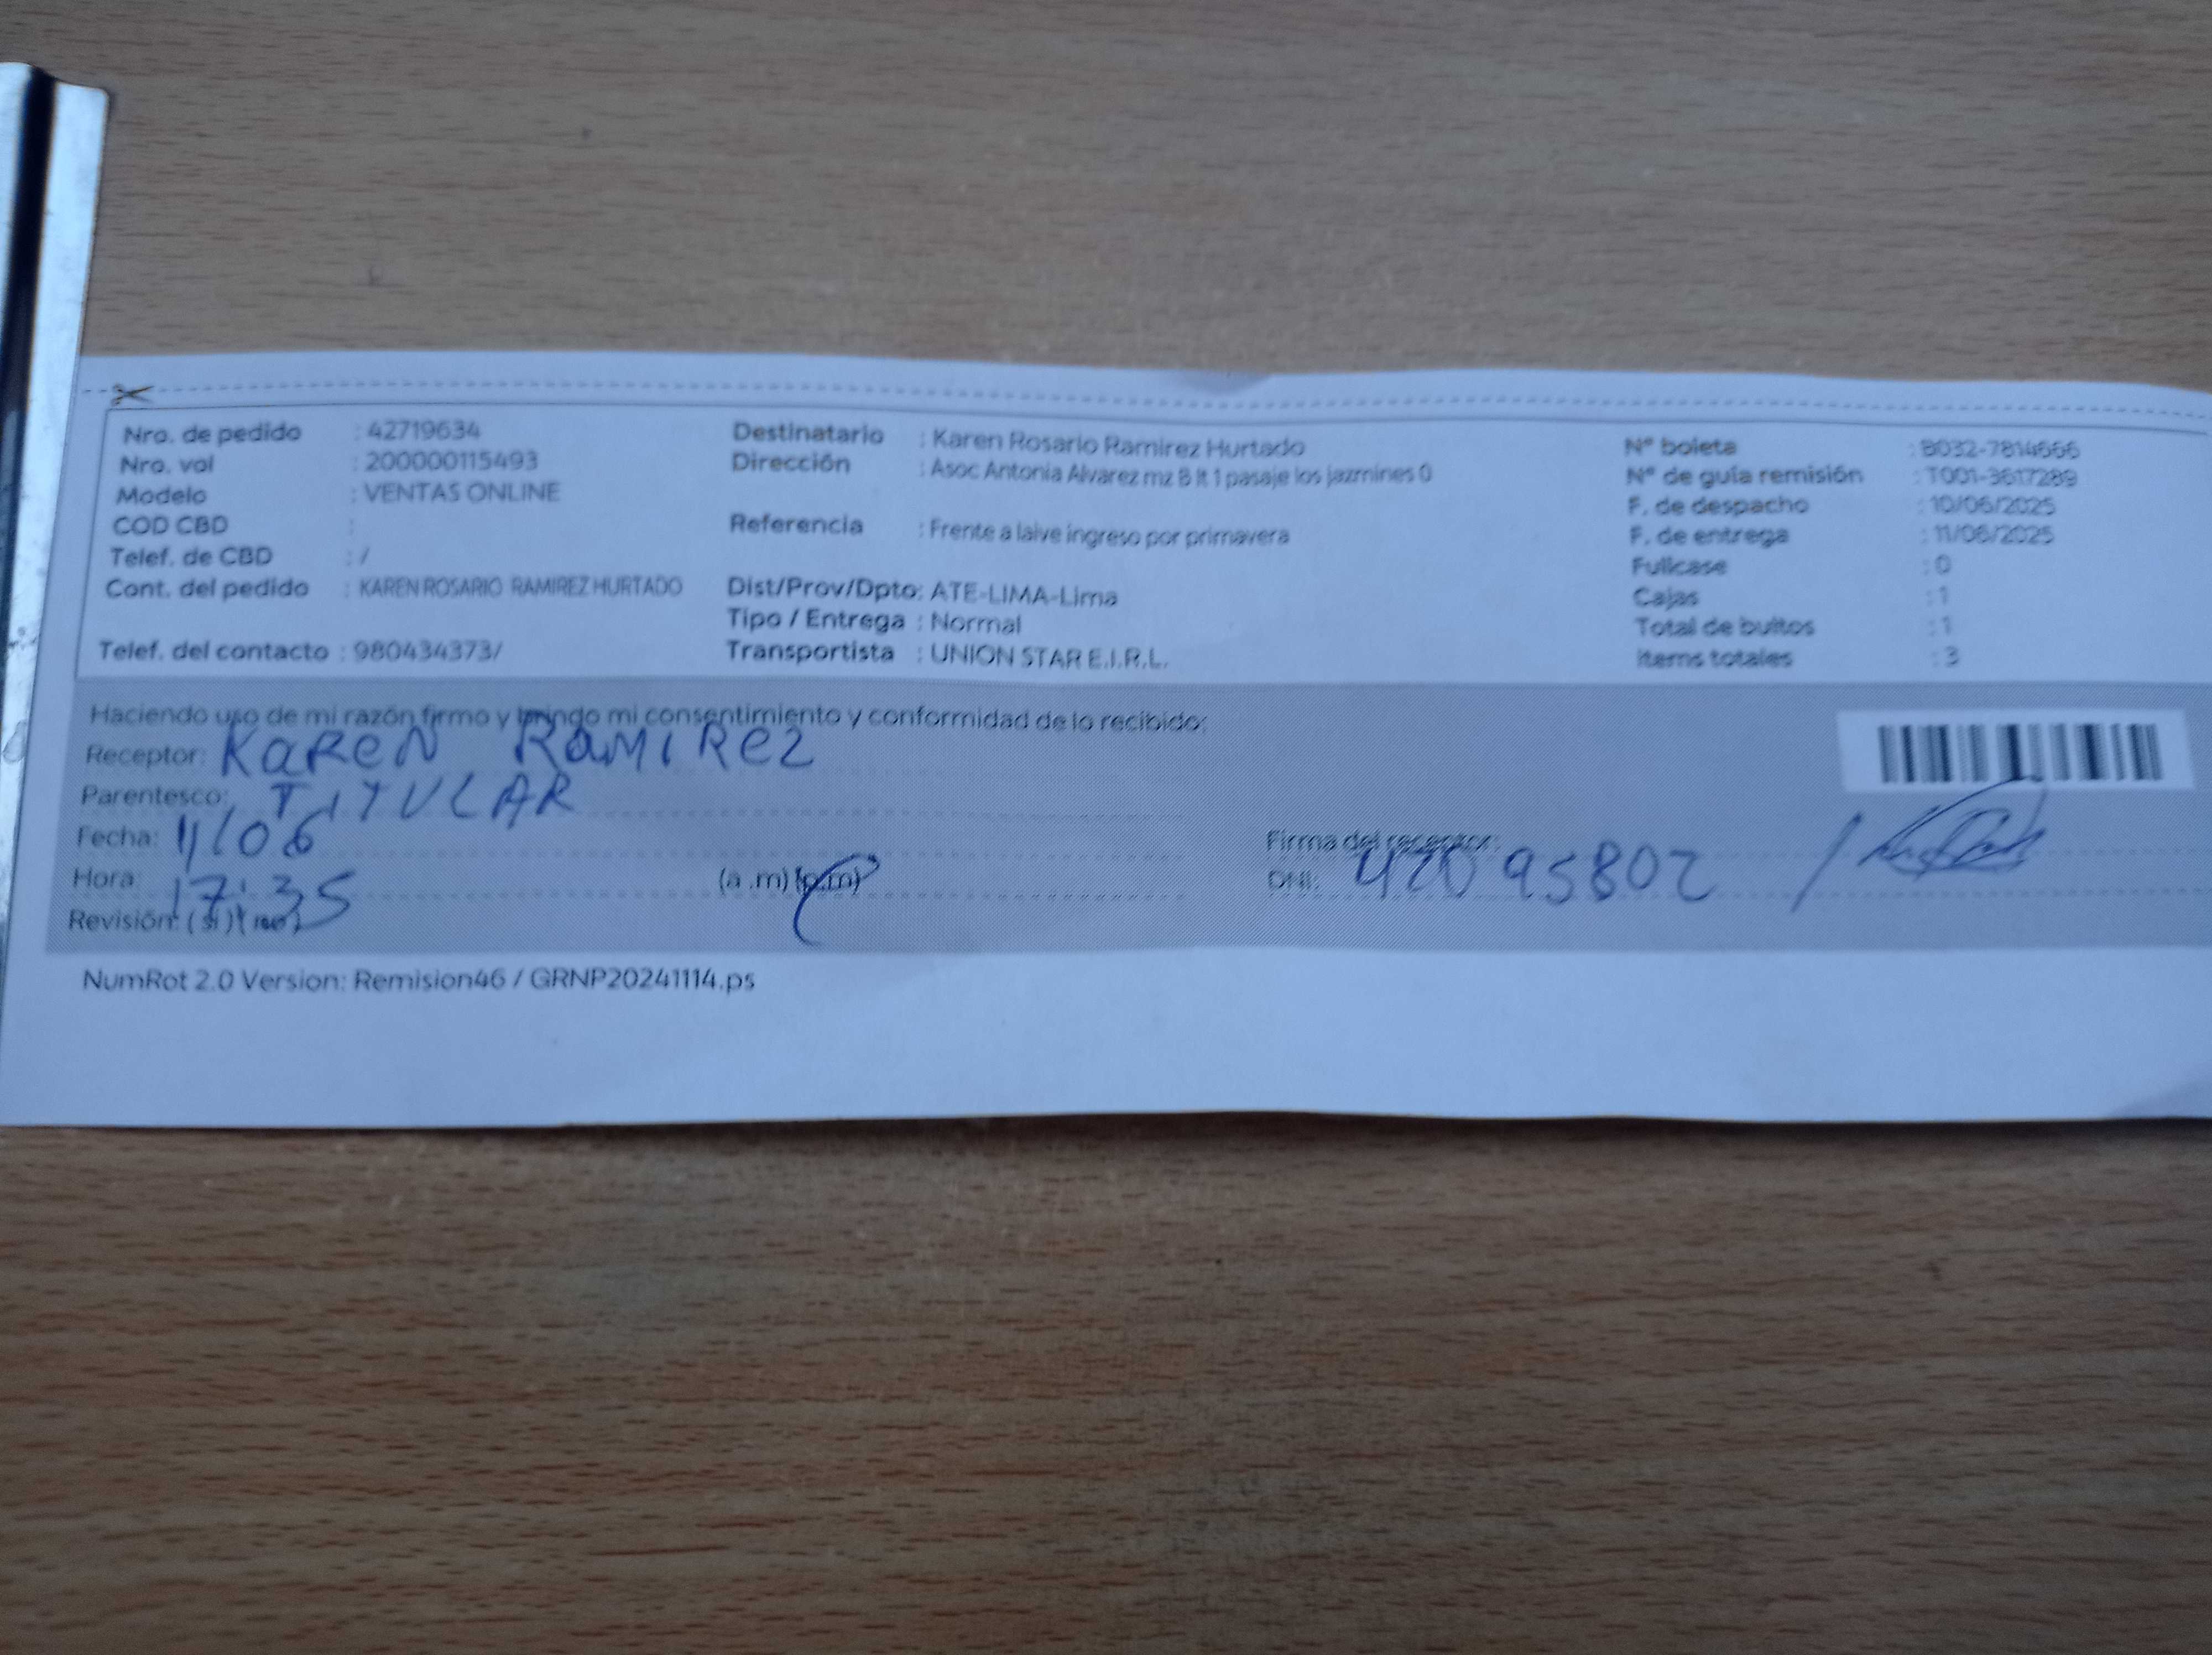 Nro. de pedido : 42719634
Nro. vol : 200000115493
Modelo : VENTAS ONLINE
COD CBD :
Telef. de CBD : /
Cont. del pedido : KAREN ROSARIO RAMIREZ HURTADO
Telef. del contacto : 980434373/
Destinatario : Karen Rosario Ramirez Hurtado
Dirección : Asoc Antonia Alvarez mz B lt 1 pasaje los jazmines 0
Referencia : Frente a laive ingreso por primavera
Dist/Prov/Dpto: ATE-LIMA-Lima
Tipo / Entrega : Normal
Transportista : UNION STAR E.I.R.L.
N° boleta : B032-7814666
N° de guía remisión : T001-3617289
F. de despacho : 10/06/2025
F. de entrega : 11/06/2025
Fullcase : 0
Cajas : 1
Total de bultos : 1
Items totales : 3
Haciendo uso de mi razón firmo y brindo mi consentimiento y conformidad de lo recibido:
Receptor: KaReN RamiRez
Parentesco: TITULAR
Fecha: 11/06
Hora: 17:35 (a .m) (p.m)
Revisión: (si) (no)
Firma del receptor:
DNI: 42095802 /
NumRot 2.0 Version: Remision46 / GRNP20241114.ps